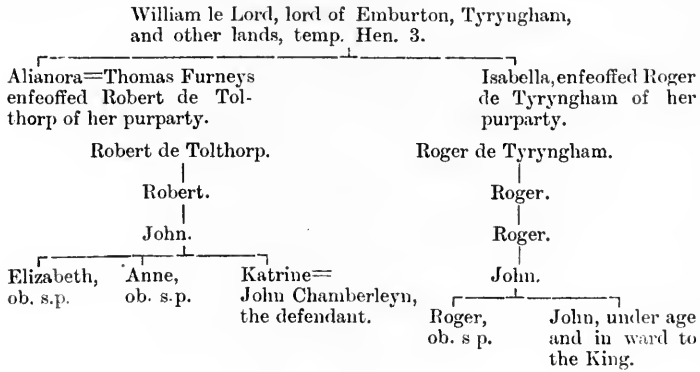 William le Lord, lord of Emburton, Tyryngham,
and other lands, temp. Hen. 3.
Alianora=Thomas Furneys
enfeoffed Robert de Tol-
thorp of her purparty.
Isabella, enfeoffed Roger
de Tyryngham of her
purparty.
Robert de Tolthorp.
Roger de Tyryngham.
Robert.
Roger.
John.
Roger.
Elizabeth,
ob. s.p.
Anne,
ob. s.p.
Katrine=
John Chamberleyn,
the defendant.
John.
Roger,
ob. s p.
John, under age
and in ward to
the King.